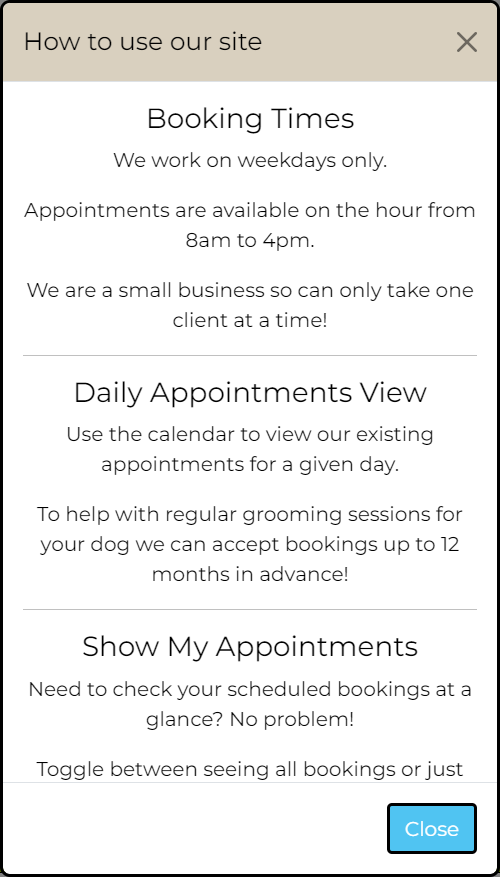 How to use our site
Booking Times
We work on weekdays only.
Appointments are available on the hour from
8am to 4pm.
We are a small business so can only take one
client at a time!
Daily Appointments View
Use the calendar to view our existing
appointments for a given day.
To help with regular grooming sessions for
your dog we can accept bookings up to 12
months in advance!
Show My Appointments
Need to check your scheduled bookings at a
glance? No problem!
Toggle between seeing all bookings or just
Close